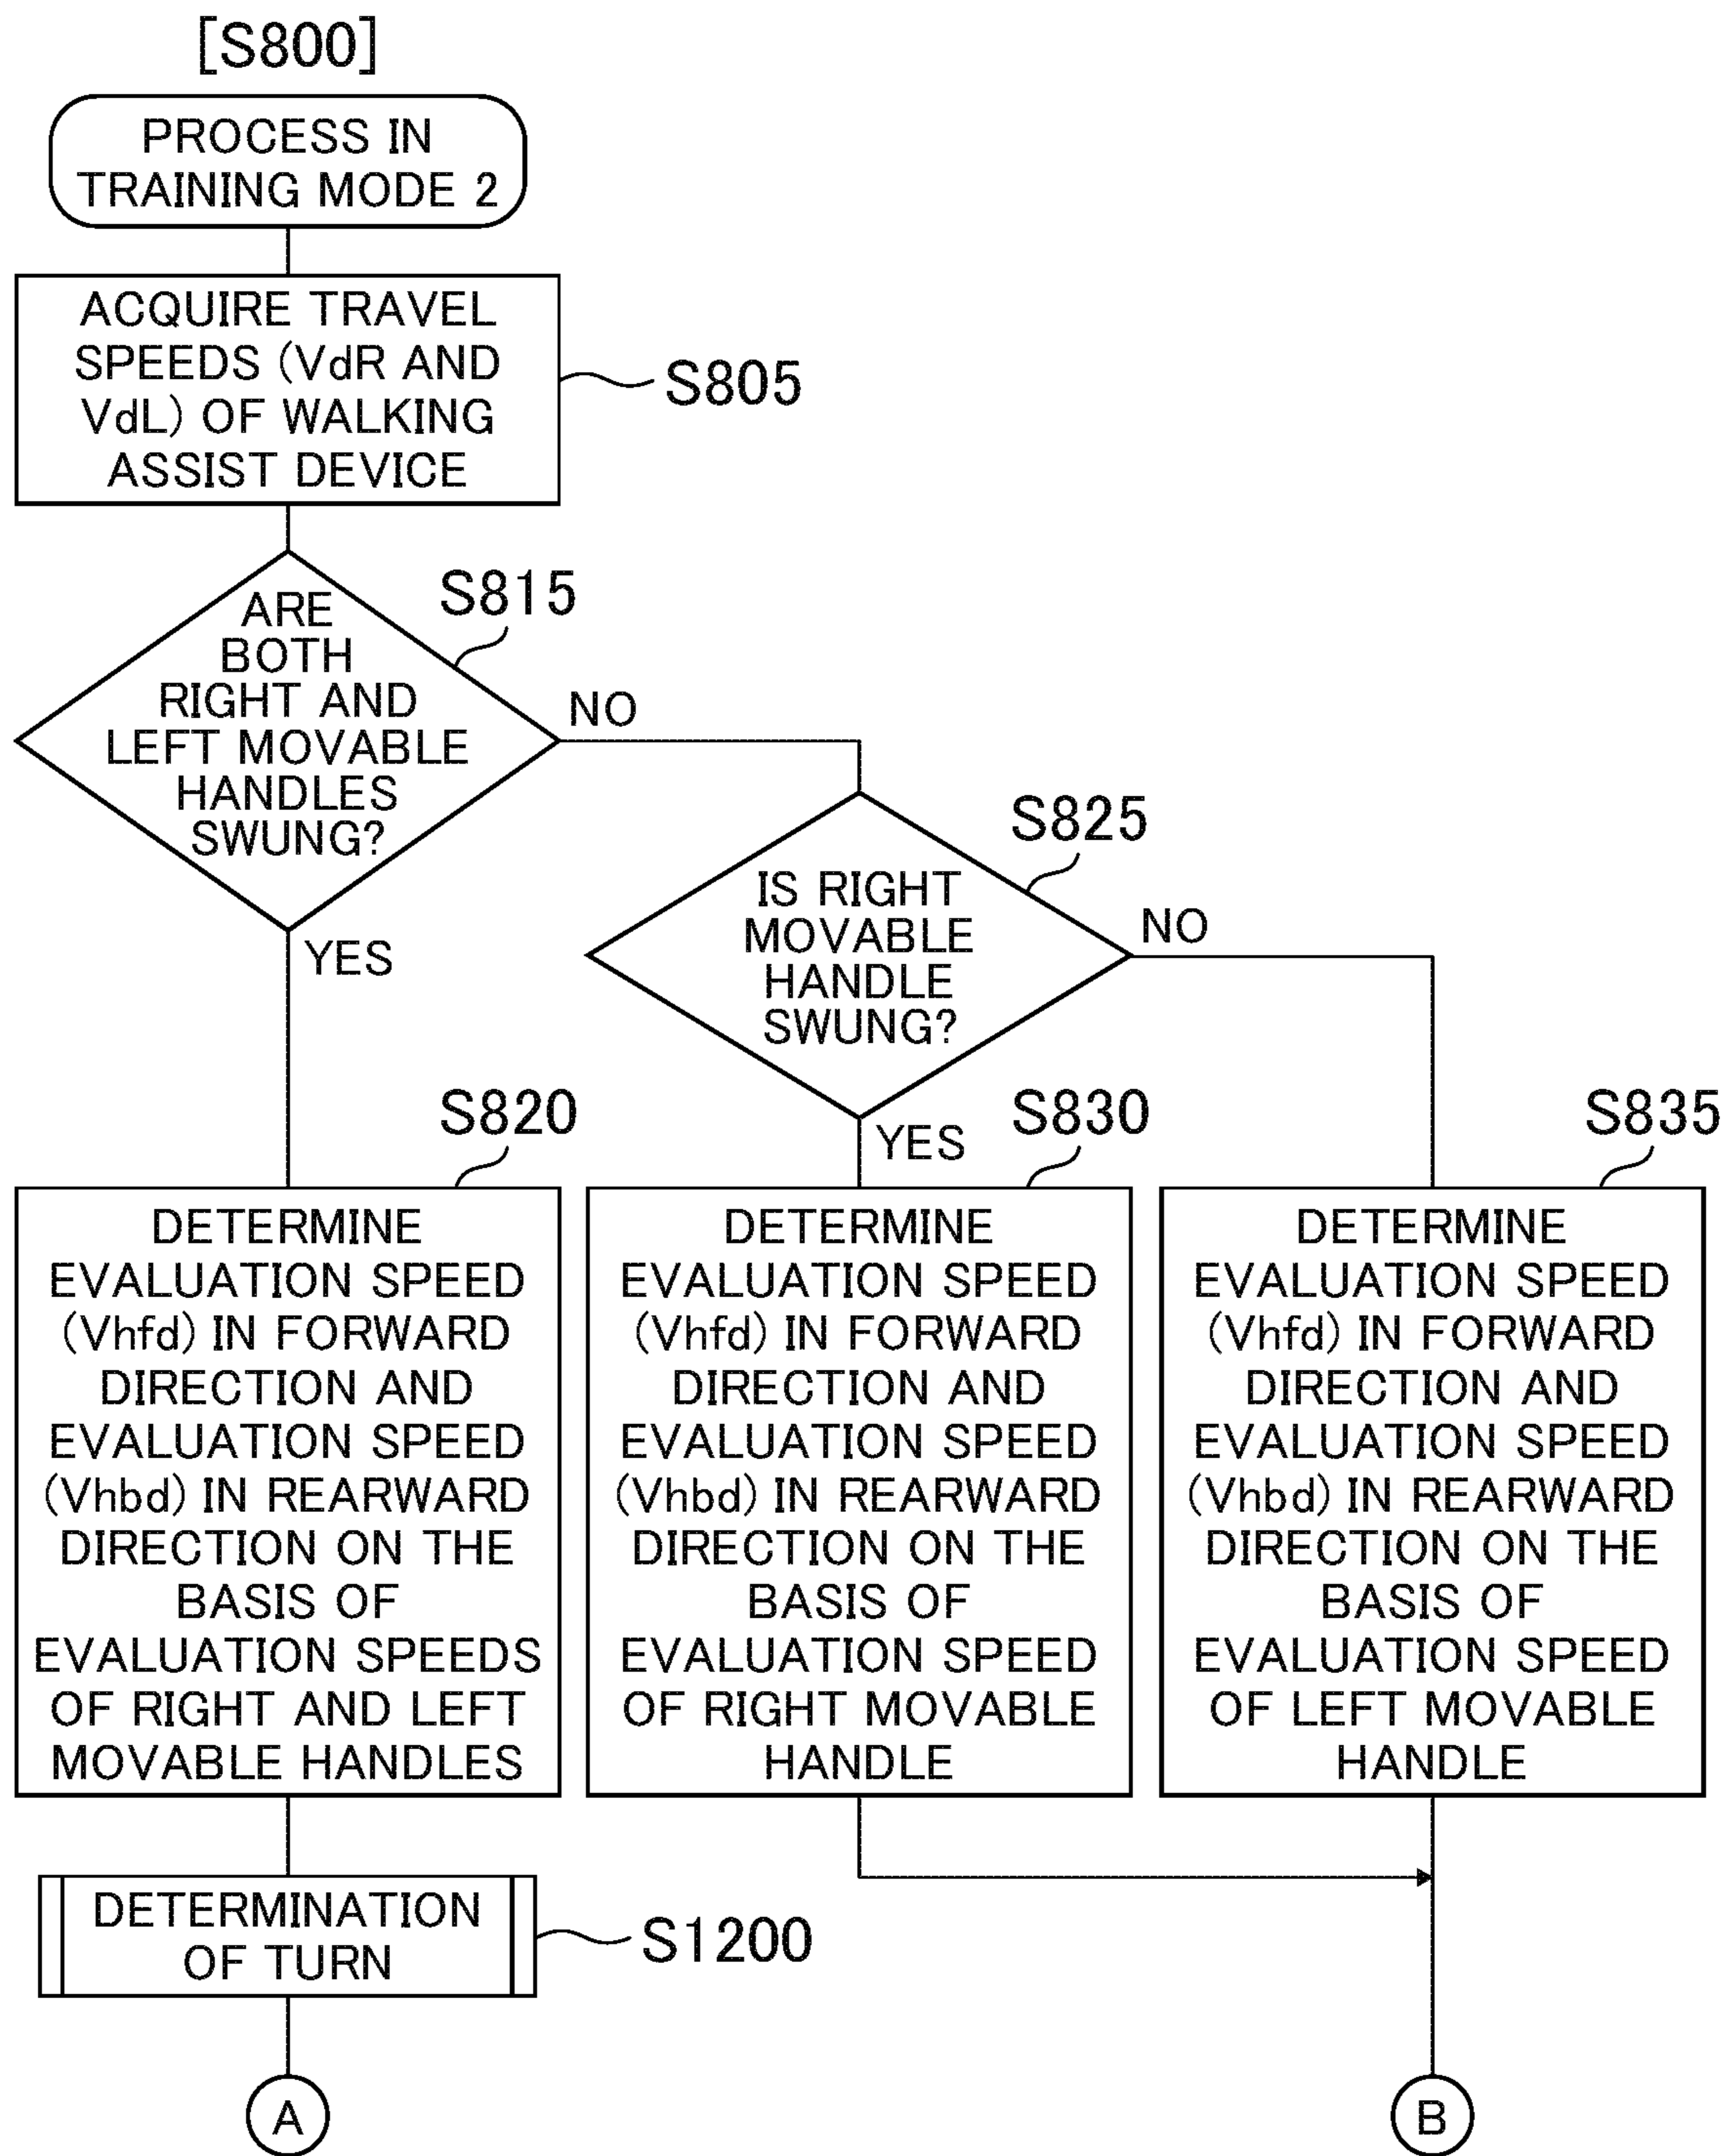 [S800]
PROCESS IN
TRAINING MODE 2
ACQUIRE TRAVEL
SPEEDS (VdR AND
VdL) OF WALKING
ASSIST DEVICE
S805
ARE
BOTH
RIGHT AND
LEFT MOVABLE
HANDLES
SWUNG?
S815
NO
YES
IS RIGHT
MOVABLE
HANDLE
SWUNG?
S825
NO
YES
S820
DETERMINE
EVALUATION SPEED
(Vhfd) IN FORWARD
DIRECTION AND
EVALUATION SPEED
(Vhbd) IN REARWARD
DIRECTION ON THE
BASIS OF
EVALUATION SPEEDS
OF RIGHT AND LEFT
MOVABLE HANDLES
S830
DETERMINE
EVALUATION SPEED
(Vhfd) IN FORWARD
DIRECTION AND
EVALUATION SPEED
(Vhbd) IN REARWARD
DIRECTION ON THE
BASIS OF
EVALUATION SPEED
OF RIGHT MOVABLE
HANDLE
S835
DETERMINE
EVALUATION SPEED
(Vhfd) IN FORWARD
DIRECTION AND
EVALUATION SPEED
(Vhbd) IN REARWARD
DIRECTION ON THE
BASIS OF
EVALUATION SPEED
OF LEFT MOVABLE
HANDLE
DETERMINATION
OF TURN
S1200
A
B